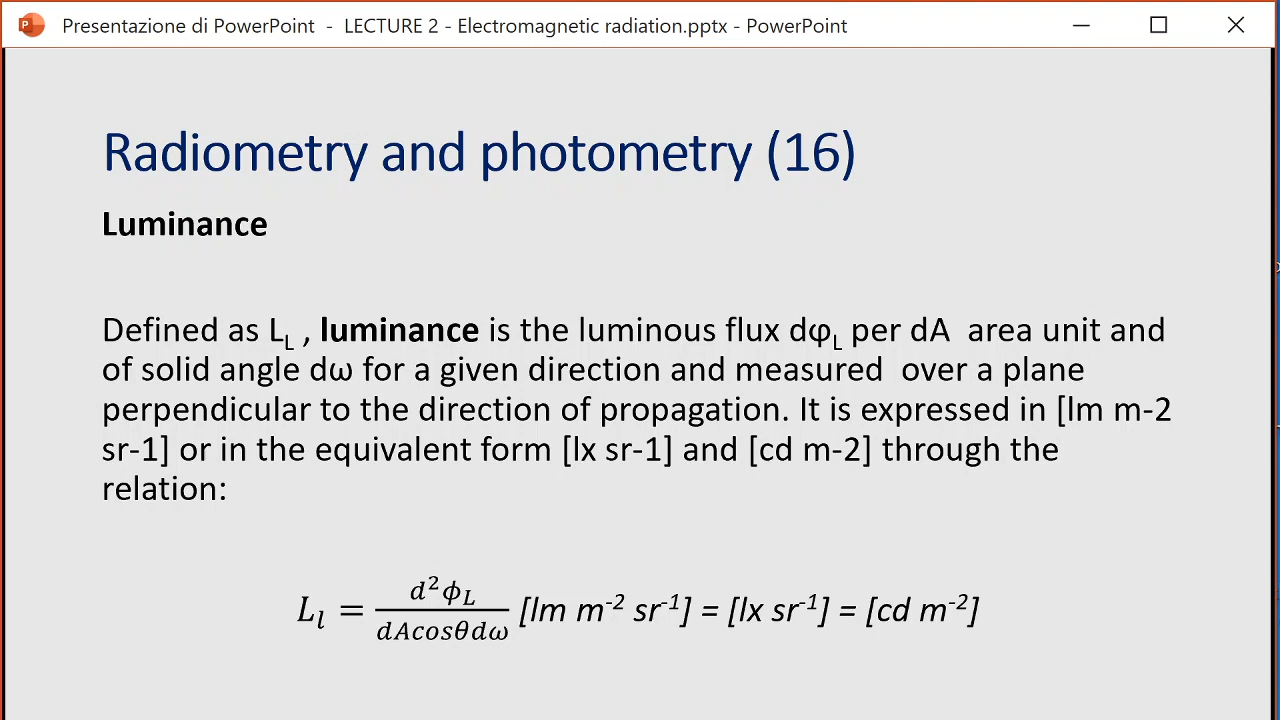 Presentazione di PowerPoint - LECTURE 2 - Electromagnetic radiation.pptx - PowerPoint
Radiometry and photometry (16)
Luminance
Defined as L_L , luminance is the luminous flux dφ_L per dA  area unit and
of solid angle dω for a given direction and measured  over a plane
perpendicular to the direction of propagation. It is expressed in [lm m-2
sr-1] or in the equivalent form [lx sr-1] and [cd m-2] through the
relation:
L_l = d²ϕ_L / dAcosθdω [lm m⁻² sr⁻¹] = [lx sr⁻¹] = [cd m⁻²]